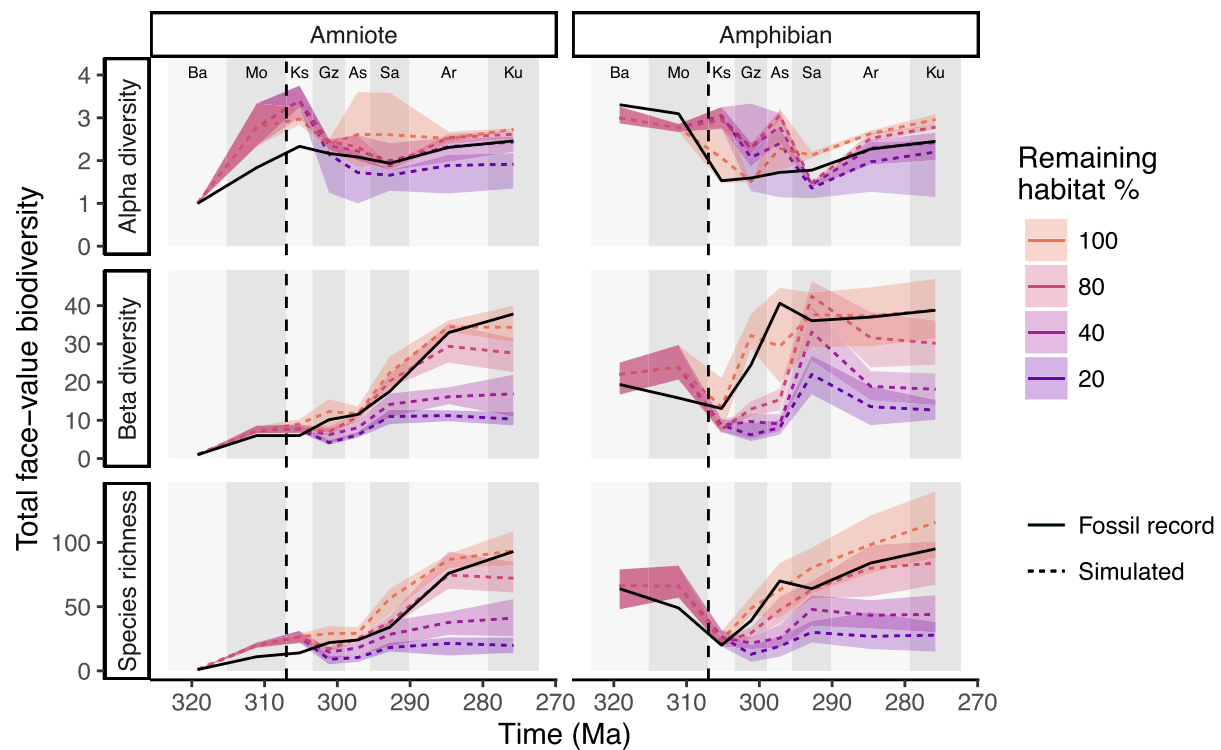 Amniote
Amphibian
Ba Mo Ks Gz As Sa Ar Ku
Ba Mo Ks Gz As Sa Ar Ku
Total face−value biodiversity
Alpha diversity
4
3
2
1
0
Beta diversity
40
30
20
10
0
Species richness
100
50
0
320 310 300 290 280 270
320 310 300 290 280 270
Time (Ma)
Remaining
habitat %
100
80
40
20
Fossil record
Simulated